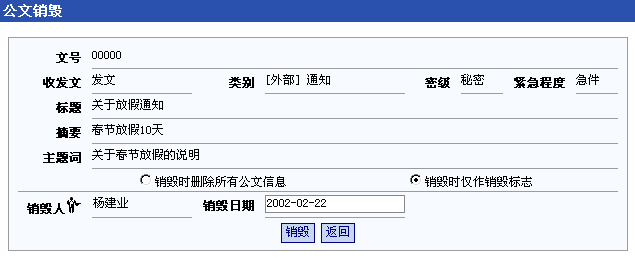 公文销毁
文号 00000
收发文 发文 类别 [外部] 通知 密级 秘密 紧急程度 急件
标题 关于放假通知
摘要 春节放假10天
主题词 关于春节放假的说明
销毁时删除所有公文信息 销毁时仅作销毁标志
销毁人 杨建业 销毁日期 2002-02-22
销毁 返回